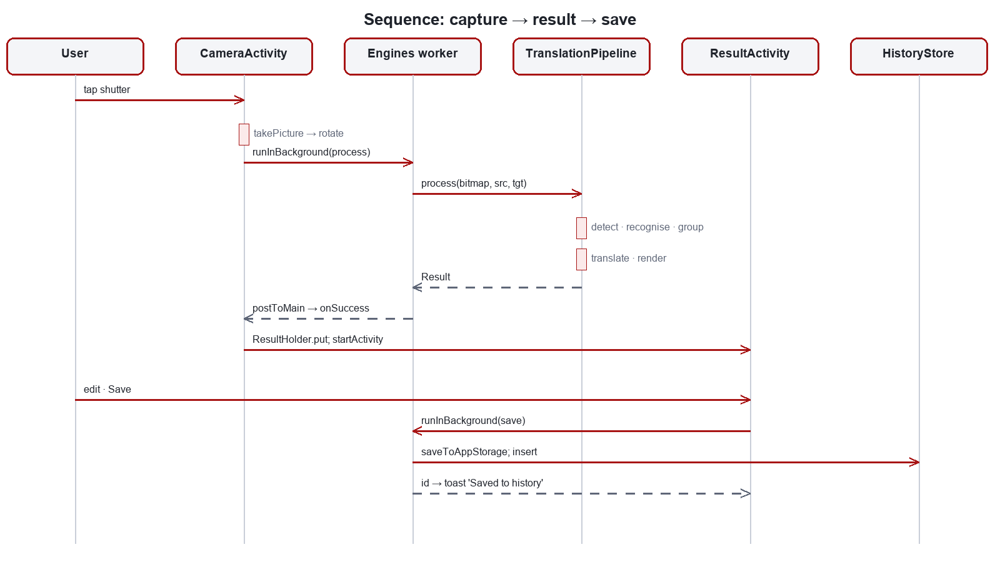 Sequence: capture → result → save
User
CameraActivity
Engines worker
TranslationPipeline
ResultActivity
HistoryStore
tap shutter
takePicture → rotate
runInBackground(process)
process(bitmap, src, tgt)
detect · recognise · group
translate · render
Result
postToMain → onSuccess
ResultHolder.put; startActivity
edit · Save
runInBackground(save)
saveToAppStorage; insert
id → toast 'Saved to history'